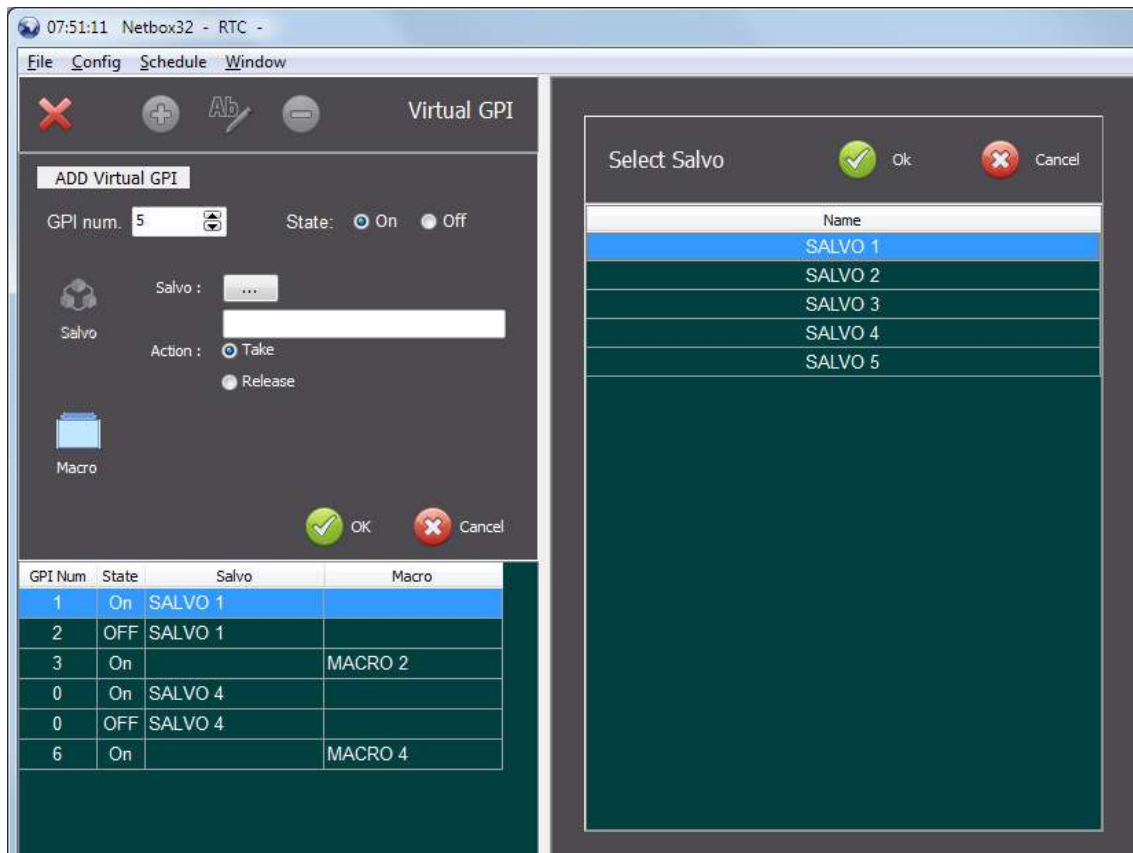 07:51:11 Netbox32 - RTC -
File Config Schedule Window
Virtual GPI
ADD Virtual GPI
GPI num. 5 State: On Off
Salvo : ...
Salvo
Action : Take
Release
Macro
OK Cancel
GPI Num State Salvo Macro
1 On SALVO 1
2 OFF SALVO 1
3 On MACRO 2
0 On SALVO 4
0 OFF SALVO 4
6 On MACRO 4
Select Salvo Ok Cancel
Name
SALVO 1
SALVO 2
SALVO 3
SALVO 4
SALVO 5